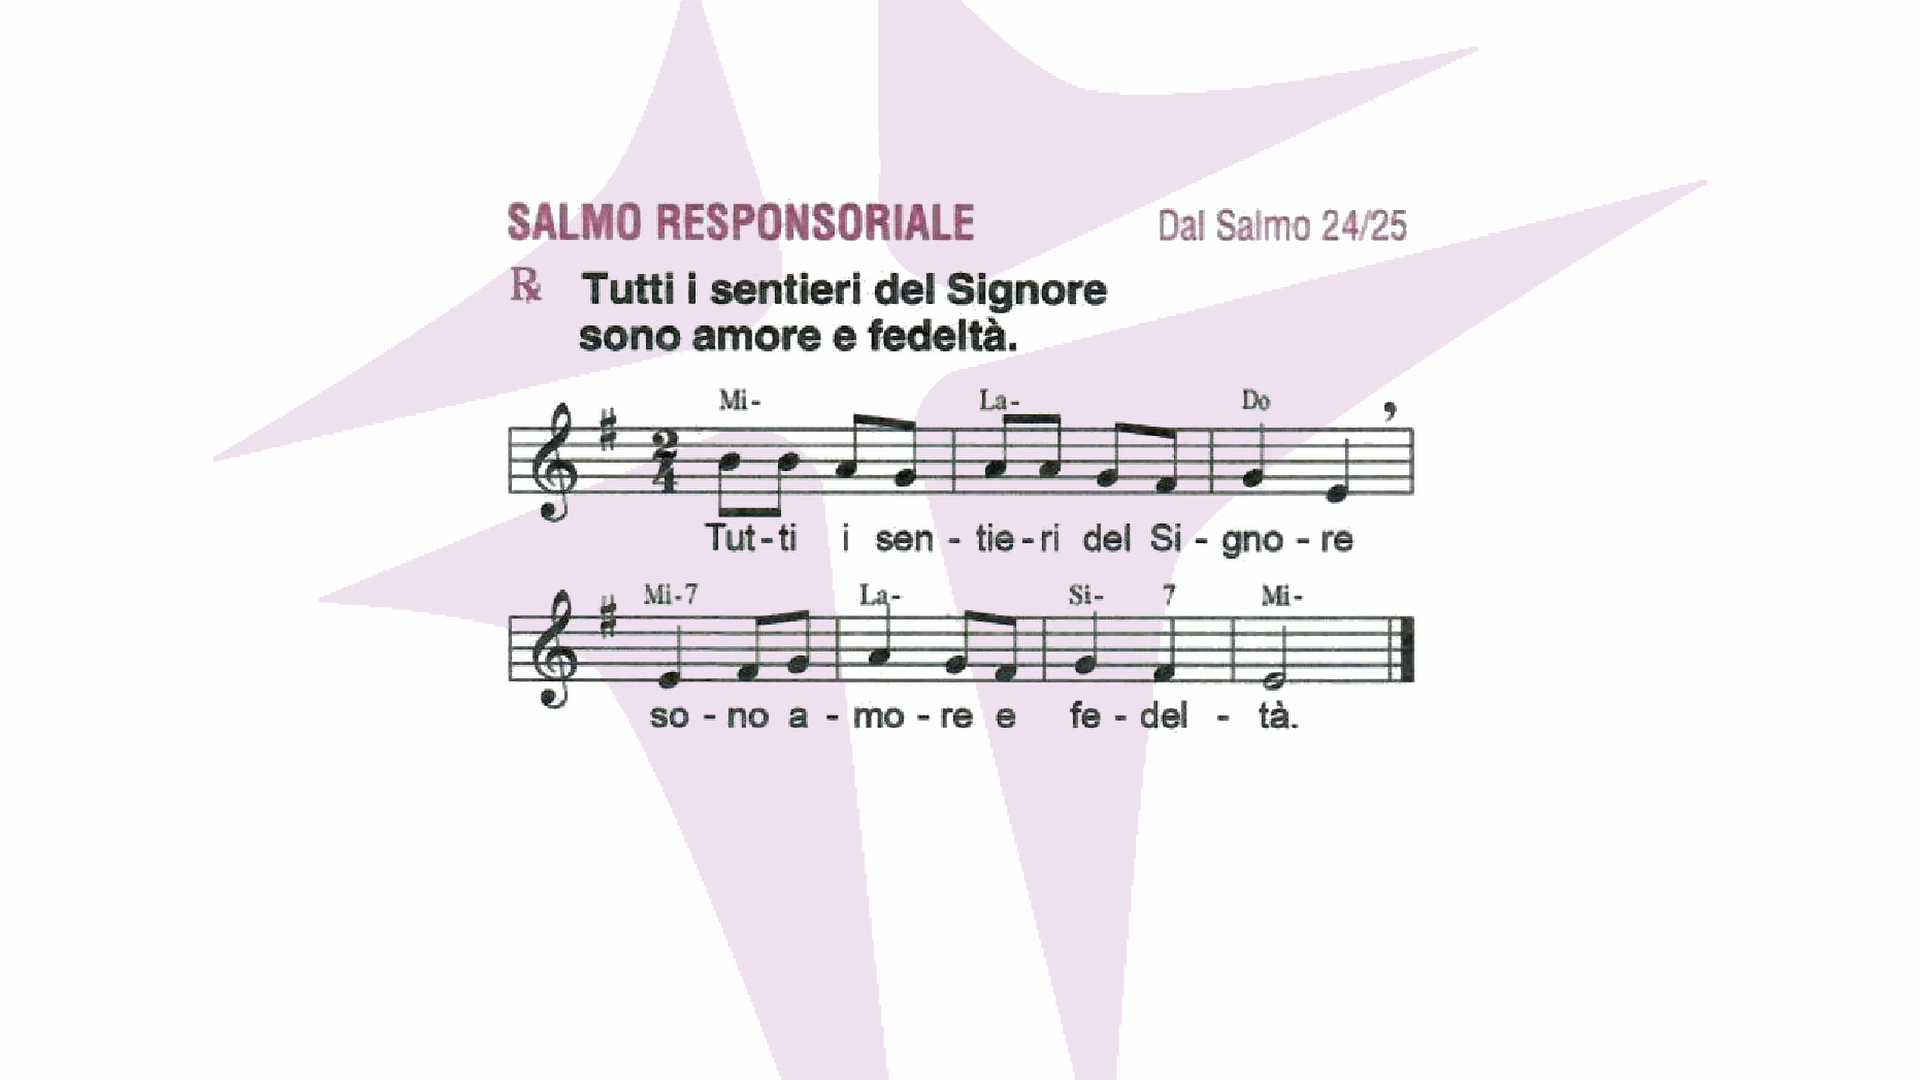 SALMO RESPONSORIALE Dal Salmo 24/25
℟ Tutti i sentieri del Signore
sono amore e fedeltà.
Mi- La- Do
2/4
Tut-ti i sen - tie-ri del Si - gno - re
Mi-7 La- Si- 7 Mi-
so - no a - mo - re e fe - del - tà.